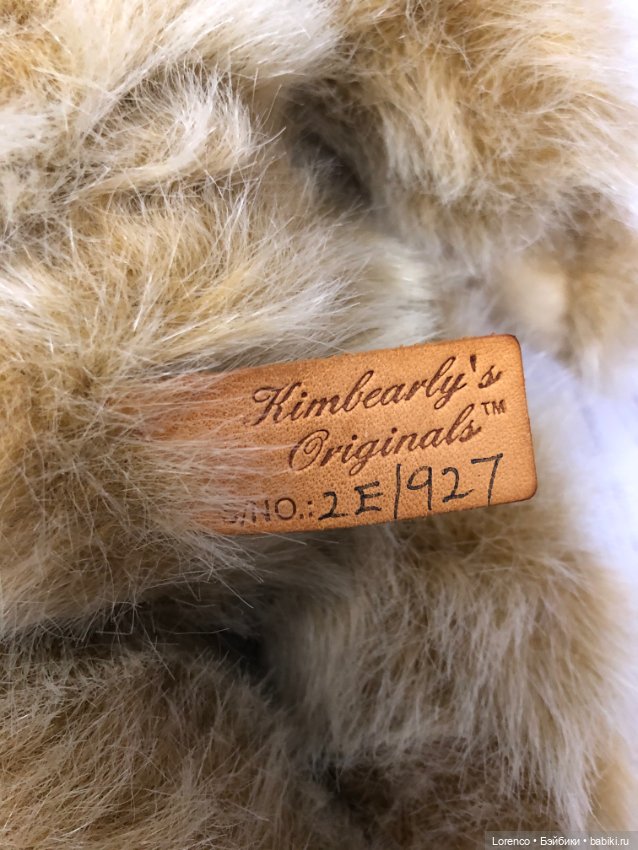 Kimbearly's
Originals™
S/NO.: 2E/927
Lorenco • Бэйбики • babiki.ru